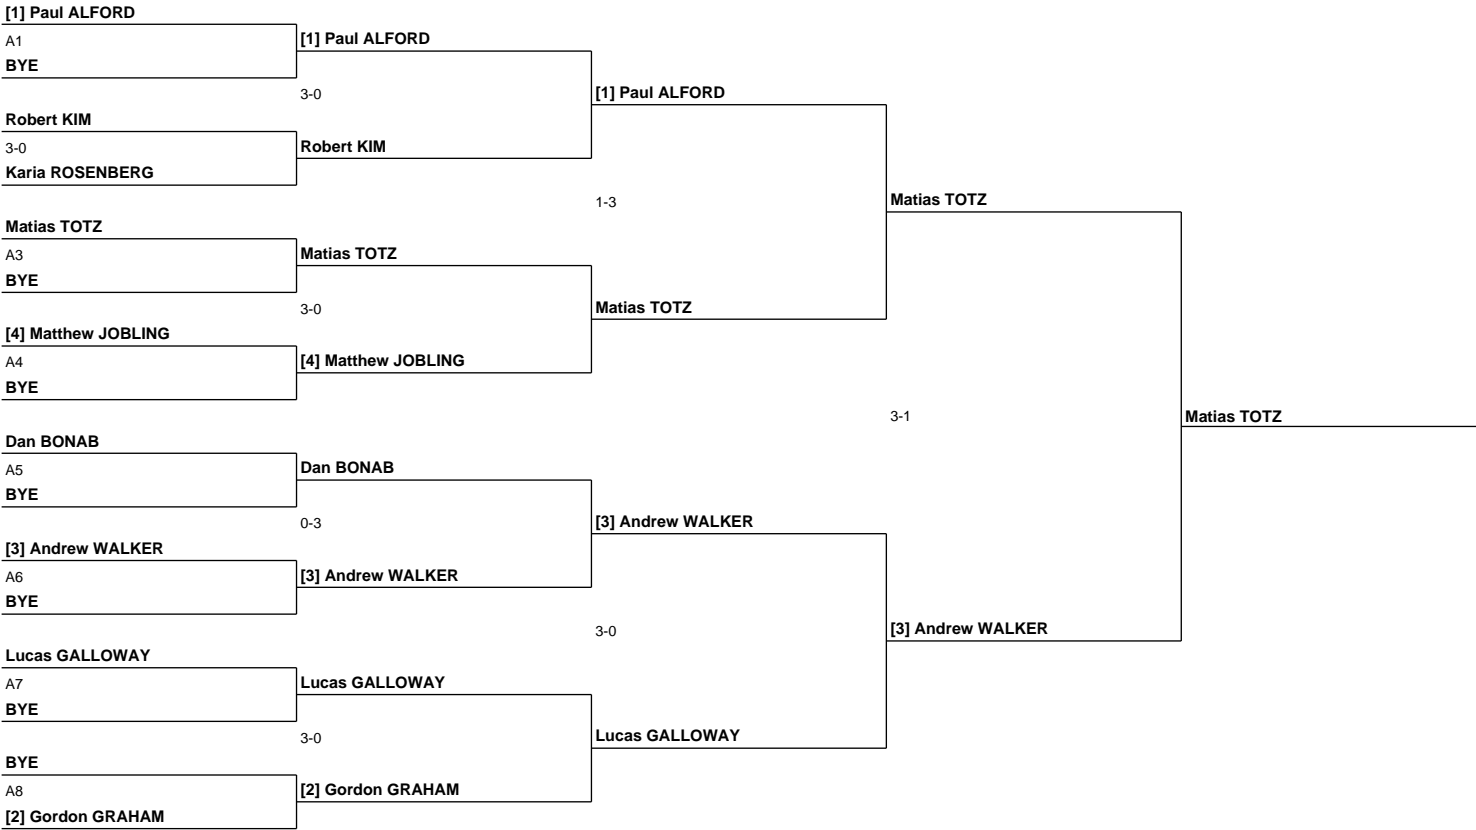 [1] Paul ALFORD
A1
BYE
[1] Paul ALFORD
3-0
Robert KIM
3-0
Karia ROSENBERG
Robert KIM
[1] Paul ALFORD
1-3
Matias TOTZ
A3
BYE
Matias TOTZ
3-0
[4] Matthew JOBLING
A4
BYE
[4] Matthew JOBLING
Matias TOTZ
Matias TOTZ
3-1
Matias TOTZ
Dan BONAB
A5
BYE
Dan BONAB
0-3
[3] Andrew WALKER
A6
BYE
[3] Andrew WALKER
[3] Andrew WALKER
3-0
Lucas GALLOWAY
A7
BYE
Lucas GALLOWAY
3-0
BYE
A8
[2] Gordon GRAHAM
[2] Gordon GRAHAM
Lucas GALLOWAY
[3] Andrew WALKER